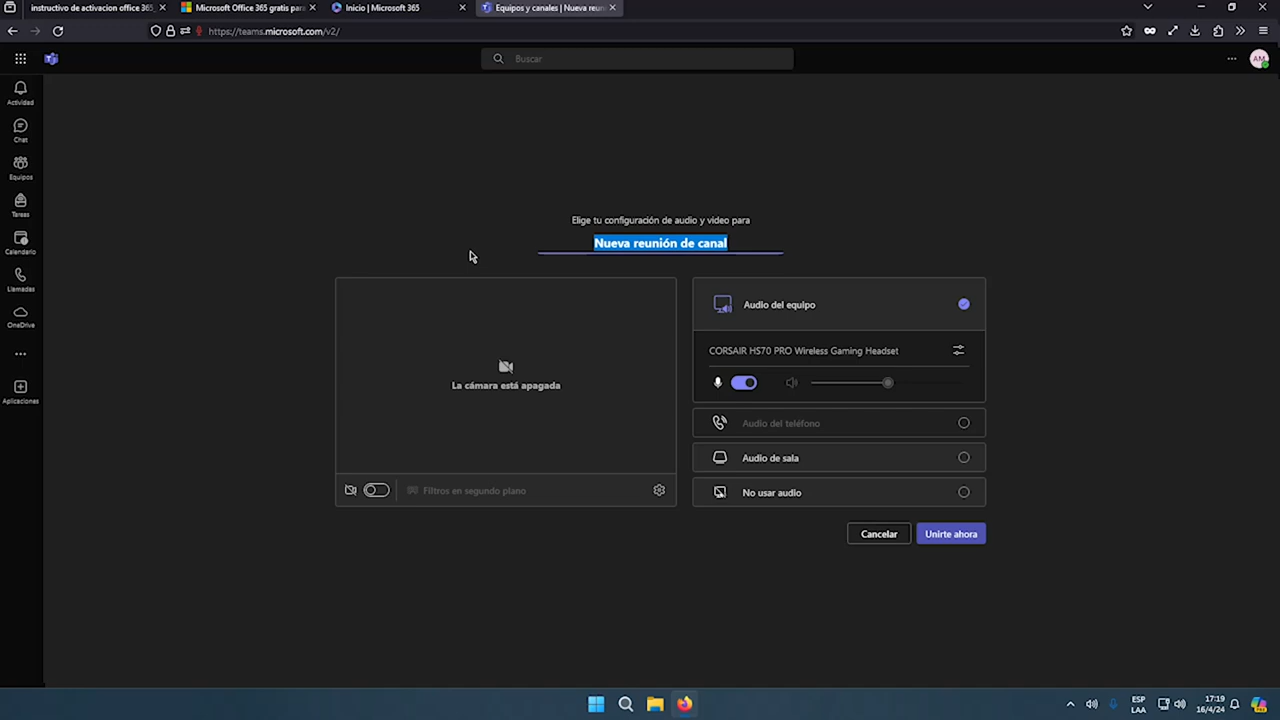 instructivo de activacion office 365
Microsoft Office 365 gratis para
Inicio | Microsoft 365
Equipos y canales | Nueva reun
https://teams.microsoft.com/v2/
Buscar
AM
Actividad
Chat
Equipos
Tareas
Calendario
Llamadas
OneDrive
Aplicaciones
Elige tu configuración de audio y video para
Nueva reunión de canal
La cámara está apagada
Filtros en segundo plano
Audio del equipo
CORSAIR HS70 PRO Wireless Gaming Headset
Audio del teléfono
Audio de sala
No usar audio
Cancelar
Unirte ahora
ESP
LAA
17:19
16/4/24